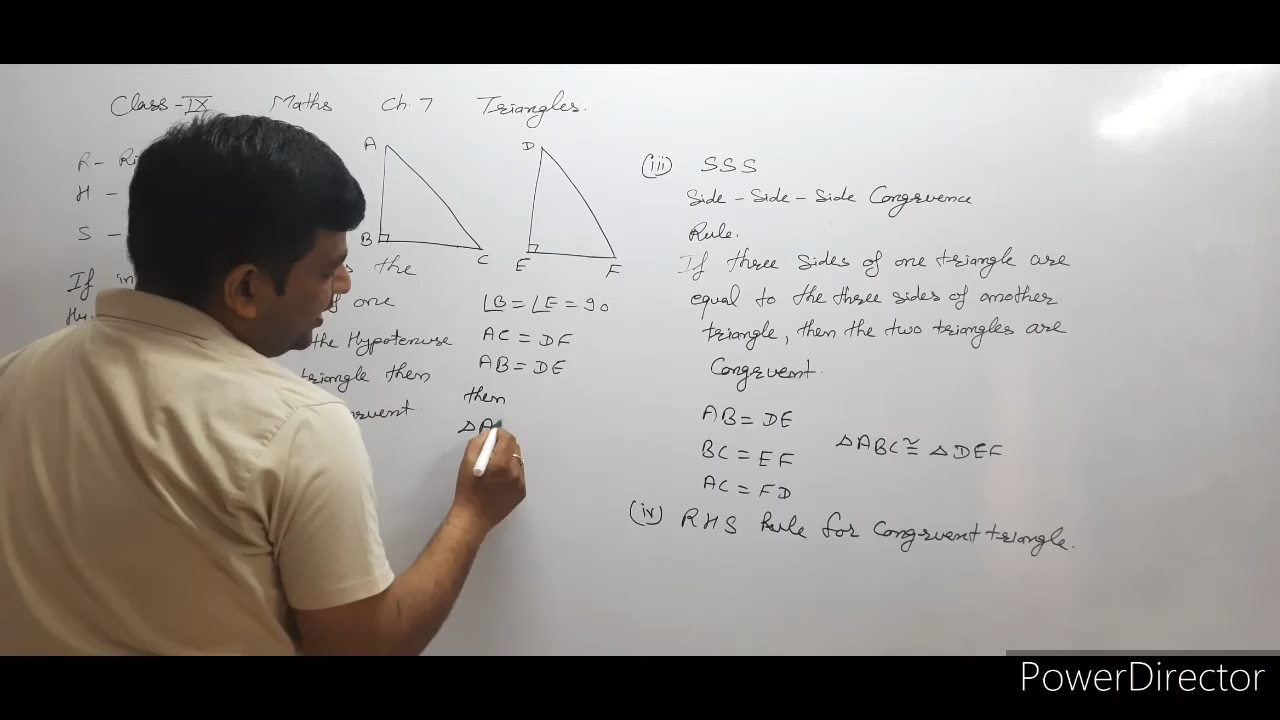 Class-IX Maths Ch. 7 Triangles.
R-
H -
S -
A
B
C
D
E
F
If in the
of one
the Hypotenuse
triangle then
∠B = ∠E = 90
AC = DF
AB = DE
then
△A
(iii) SSS
Side - Side - Side Congruence
Rule.
If three sides of one triangle are
equal to the three sides of another
triangle, then the two triangles are
Congruent.
AB = DE
BC = EF
AC = FD
△ABC ≅ △DEF.
(iv) RHS Rule for Congruent triangle.
PowerDirector